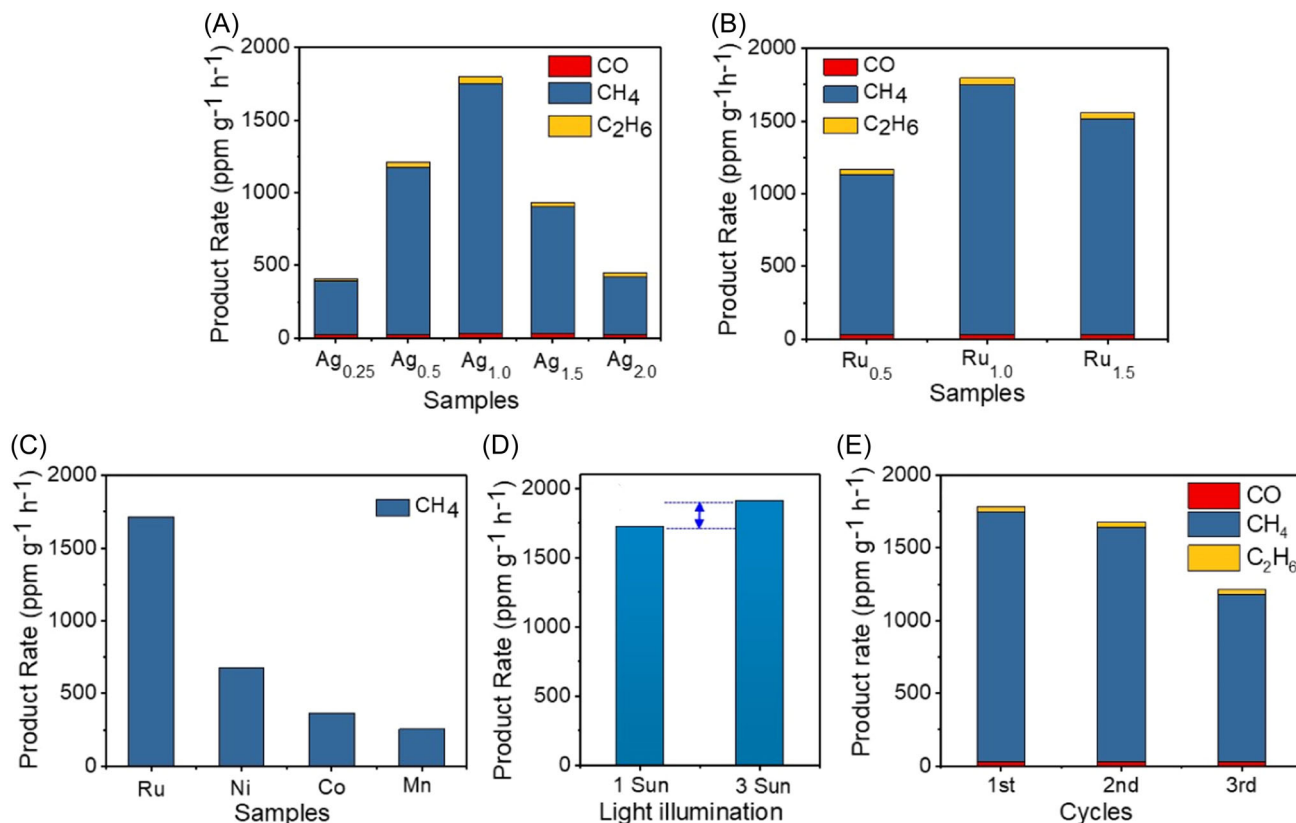 (A)
Product Rate (ppm g⁻¹ h⁻¹)
2000
1500
1000
500
0
CO
CH₄
C₂H₆
Ag₀.₂₅ Ag₀.₅ Ag₁.₀ Ag₁.₅ Ag₂.₀
Samples
(B)
Product Rate (ppm g⁻¹h⁻¹)
2000
1500
1000
500
0
CO
CH₄
C₂H₆
Ru₀.₅ Ru₁.₀ Ru₁.₅
Samples
(C)
Product Rate (ppm g⁻¹ h⁻¹)
2000
1500
1000
500
0
CH₄
Ru Ni Co Mn
Samples
(D)
Product Rate (ppm g⁻¹ h⁻¹)
2000
1500
1000
500
0
1 Sun 3 Sun
Light illumination
(E)
Product rate (ppm g⁻¹ h⁻¹)
2000
1500
1000
500
0
CO
CH₄
C₂H₆
1st 2nd 3rd
Cycles